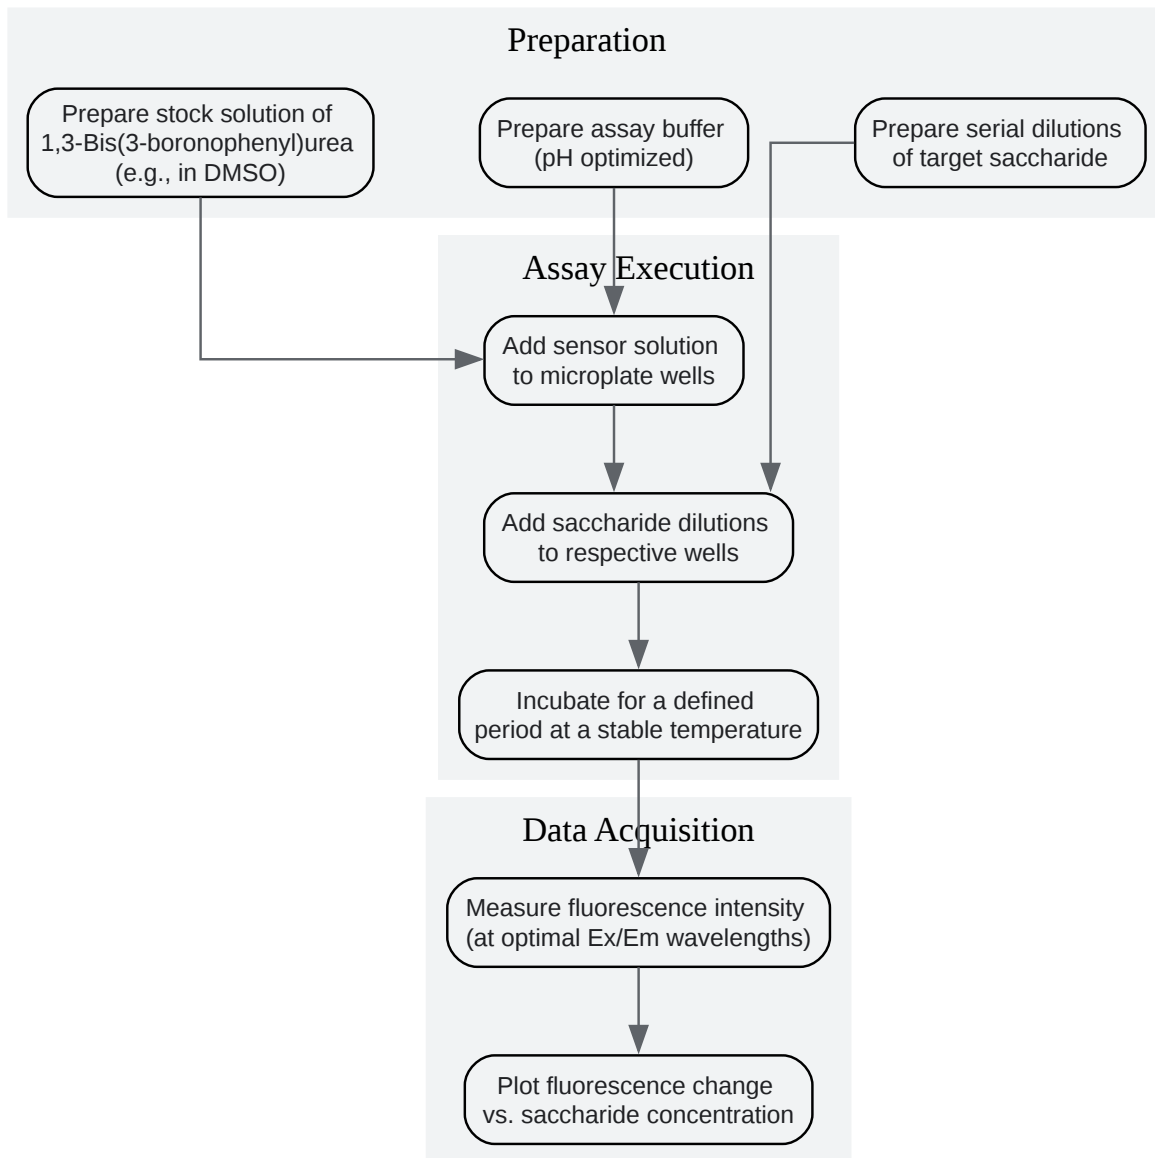 Preparation
Prepare stock solution of
1,3-Bis(3-boronophenyl)urea
(e.g., in DMSO)
Prepare assay buffer
(pH optimized)
Prepare serial dilutions
of target saccharide
Assay Execution
Add sensor solution
to microplate wells
Add saccharide dilutions
to respective wells
Incubate for a defined
period at a stable temperature
Data Acquisition
Measure fluorescence intensity
(at optimal Ex/Em wavelengths)
Plot fluorescence change
vs. saccharide concentration